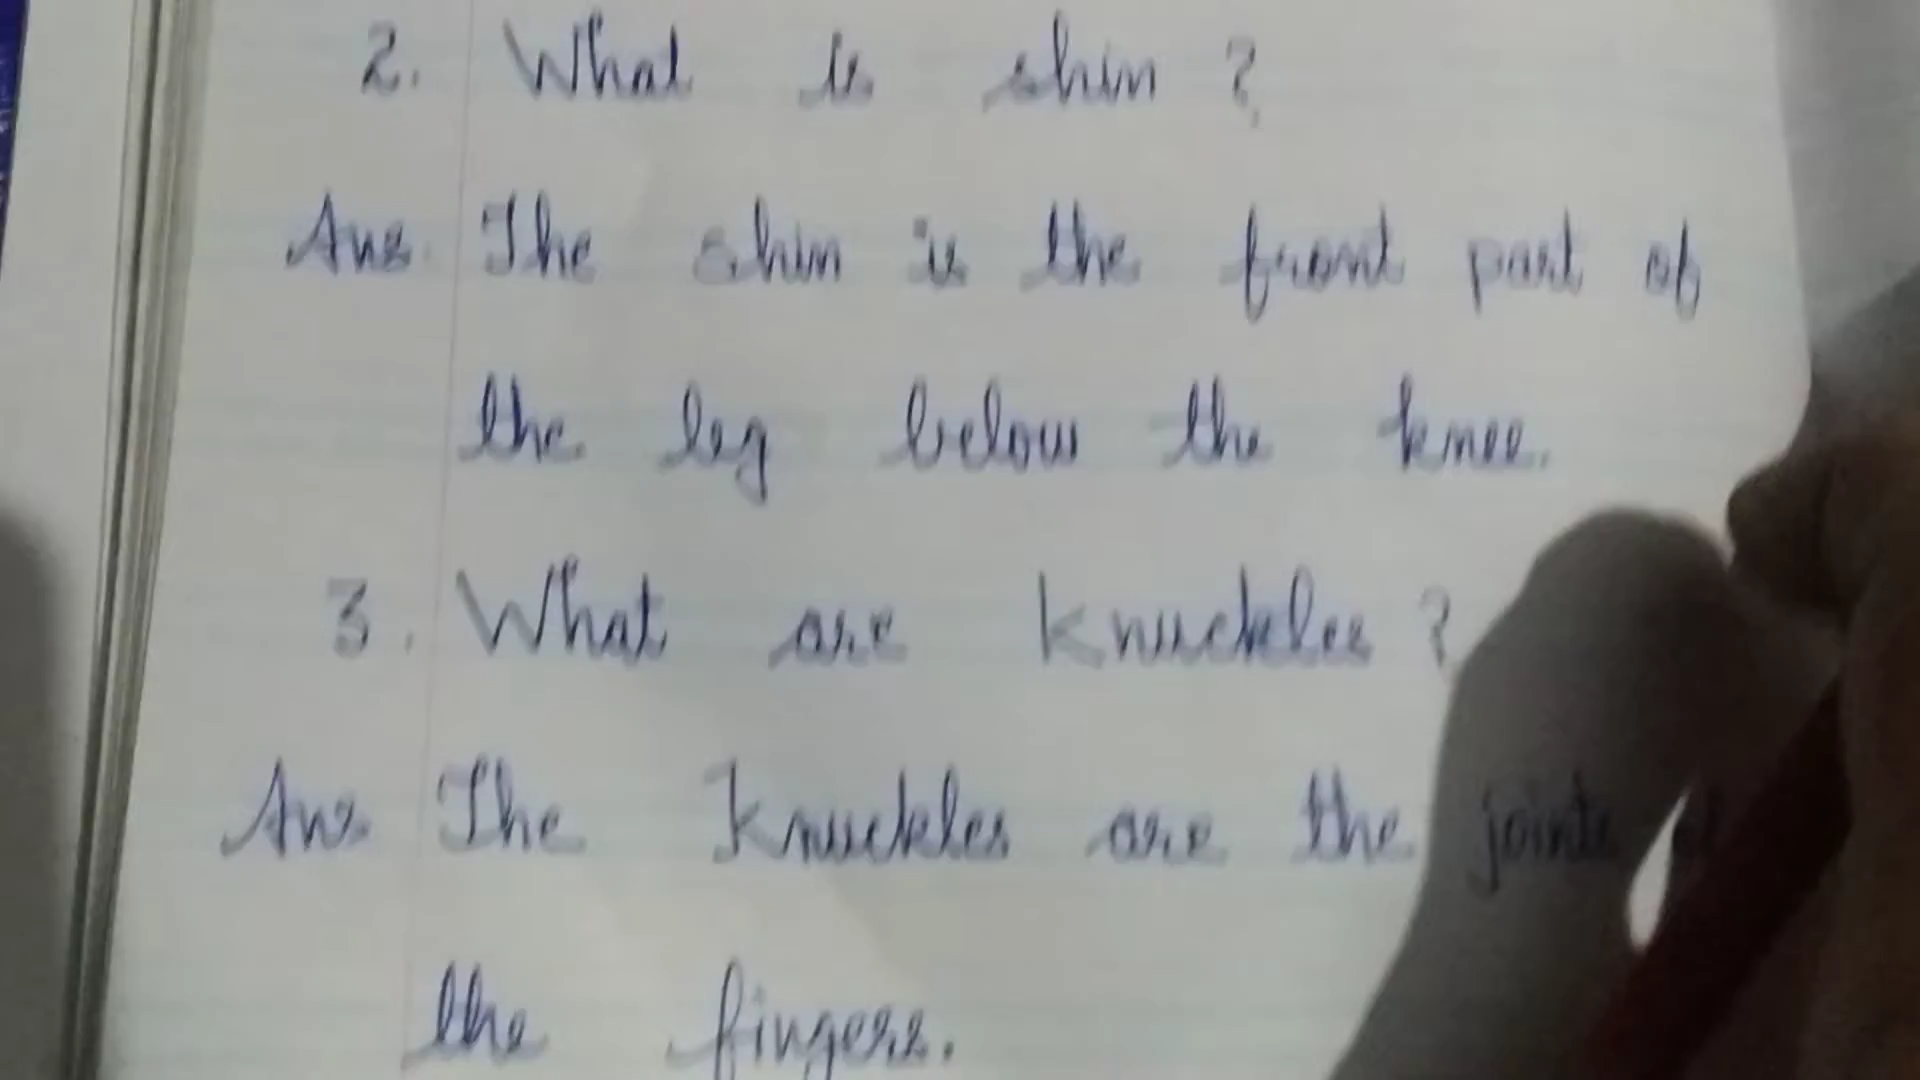 2. What is shin ?
Ans. The shin is the front part of
the leg below the knee.
3. What are Knuckles ?
Ans. The Knuckles are the joints
the fingers.